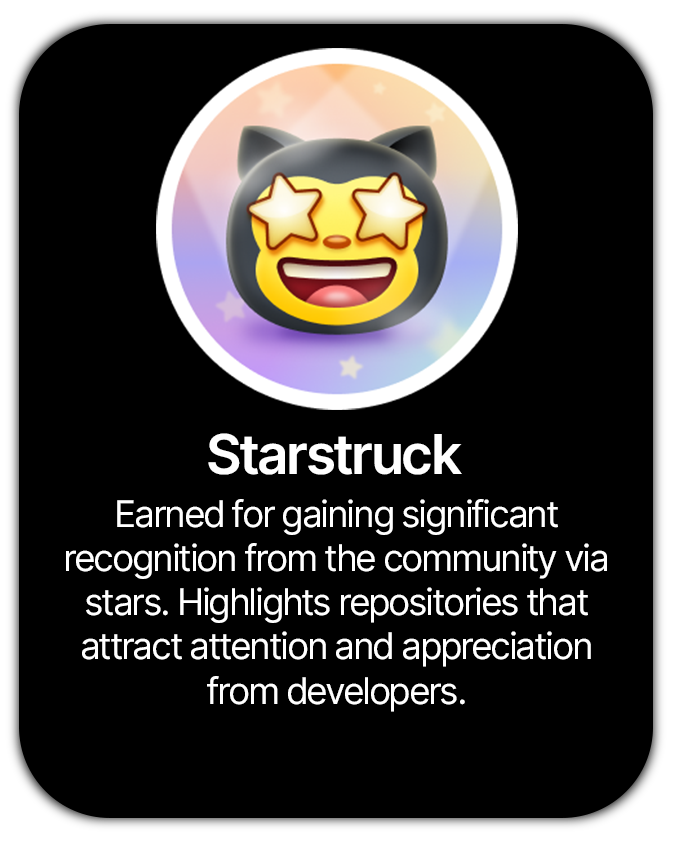 Starstruck
Earned for gaining significant
recognition from the community via
stars. Highlights repositories that
attract attention and appreciation
from developers.